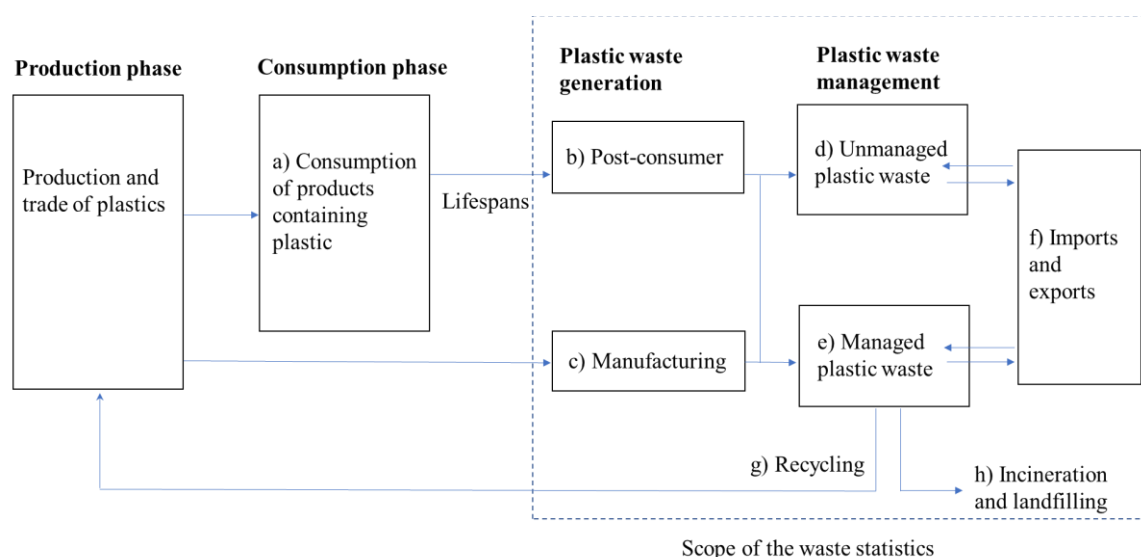 Production phase
Consumption phase
Plastic waste
generation
Plastic waste
management
Production and
trade of plastics
a) Consumption
of products
containing
plastic
Lifespans
b) Post-consumer
c) Manufacturing
d) Unmanaged
plastic waste
e) Managed
plastic waste
f) Imports
and
exports
g) Recycling
h) Incineration
and landfilling
Scope of the waste statistics